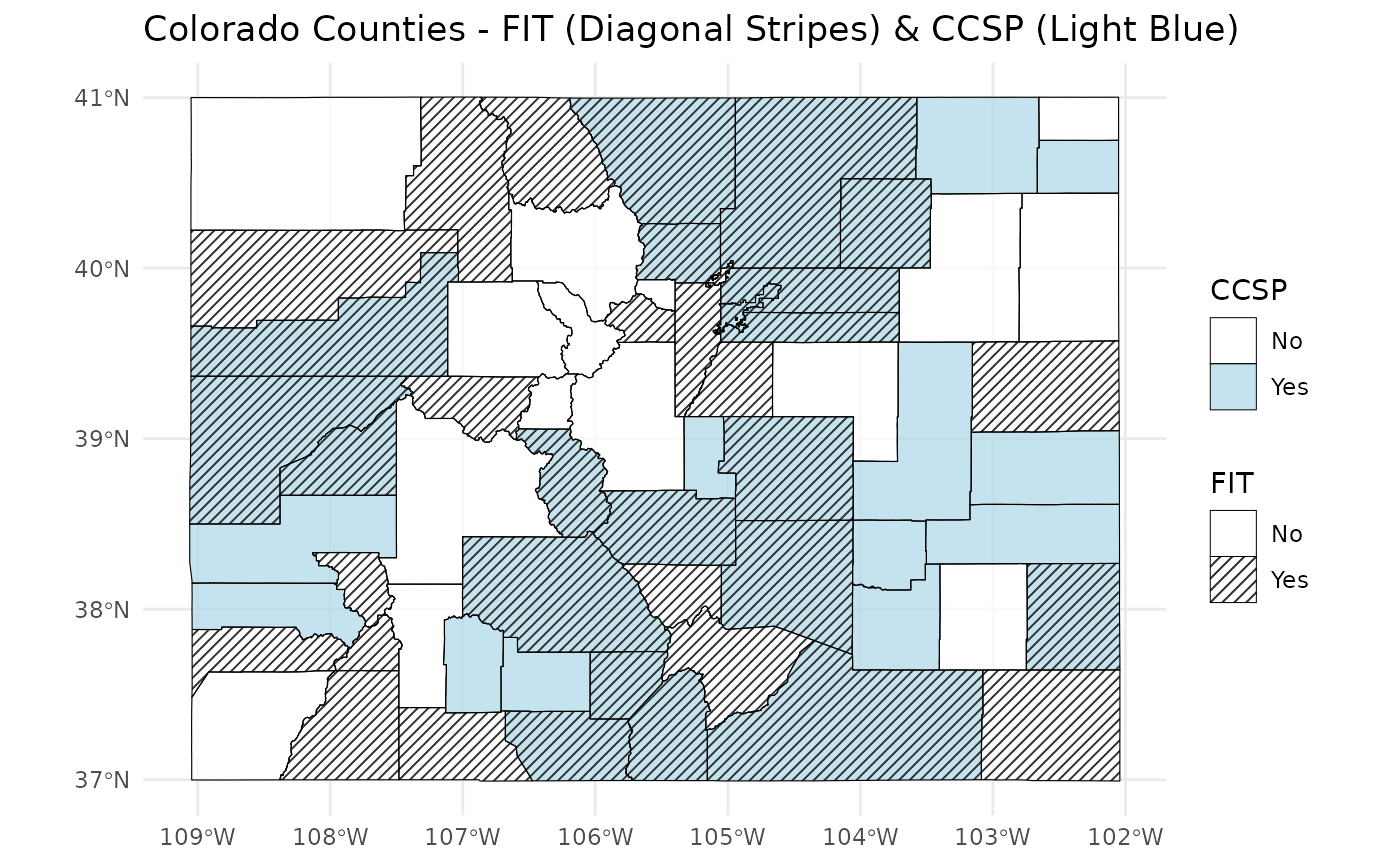 Colorado Counties - FIT (Diagonal Stripes) & CCSP (Light Blue)
41°N
40°N
39°N
38°N
37°N
109°W
108°W
107°W
106°W
105°W
104°W
103°W
102°W
CCSP
No
Yes
FIT
No
Yes